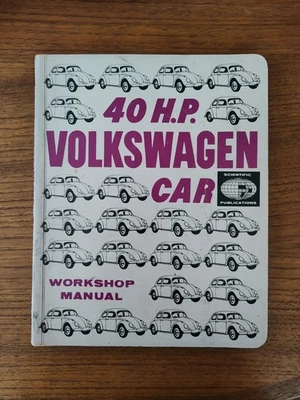 40 H.P.
VOLKSWAGEN
CAR
SCIENTIFIC
PUBLICATIONS
WORKSHOP
MANUAL